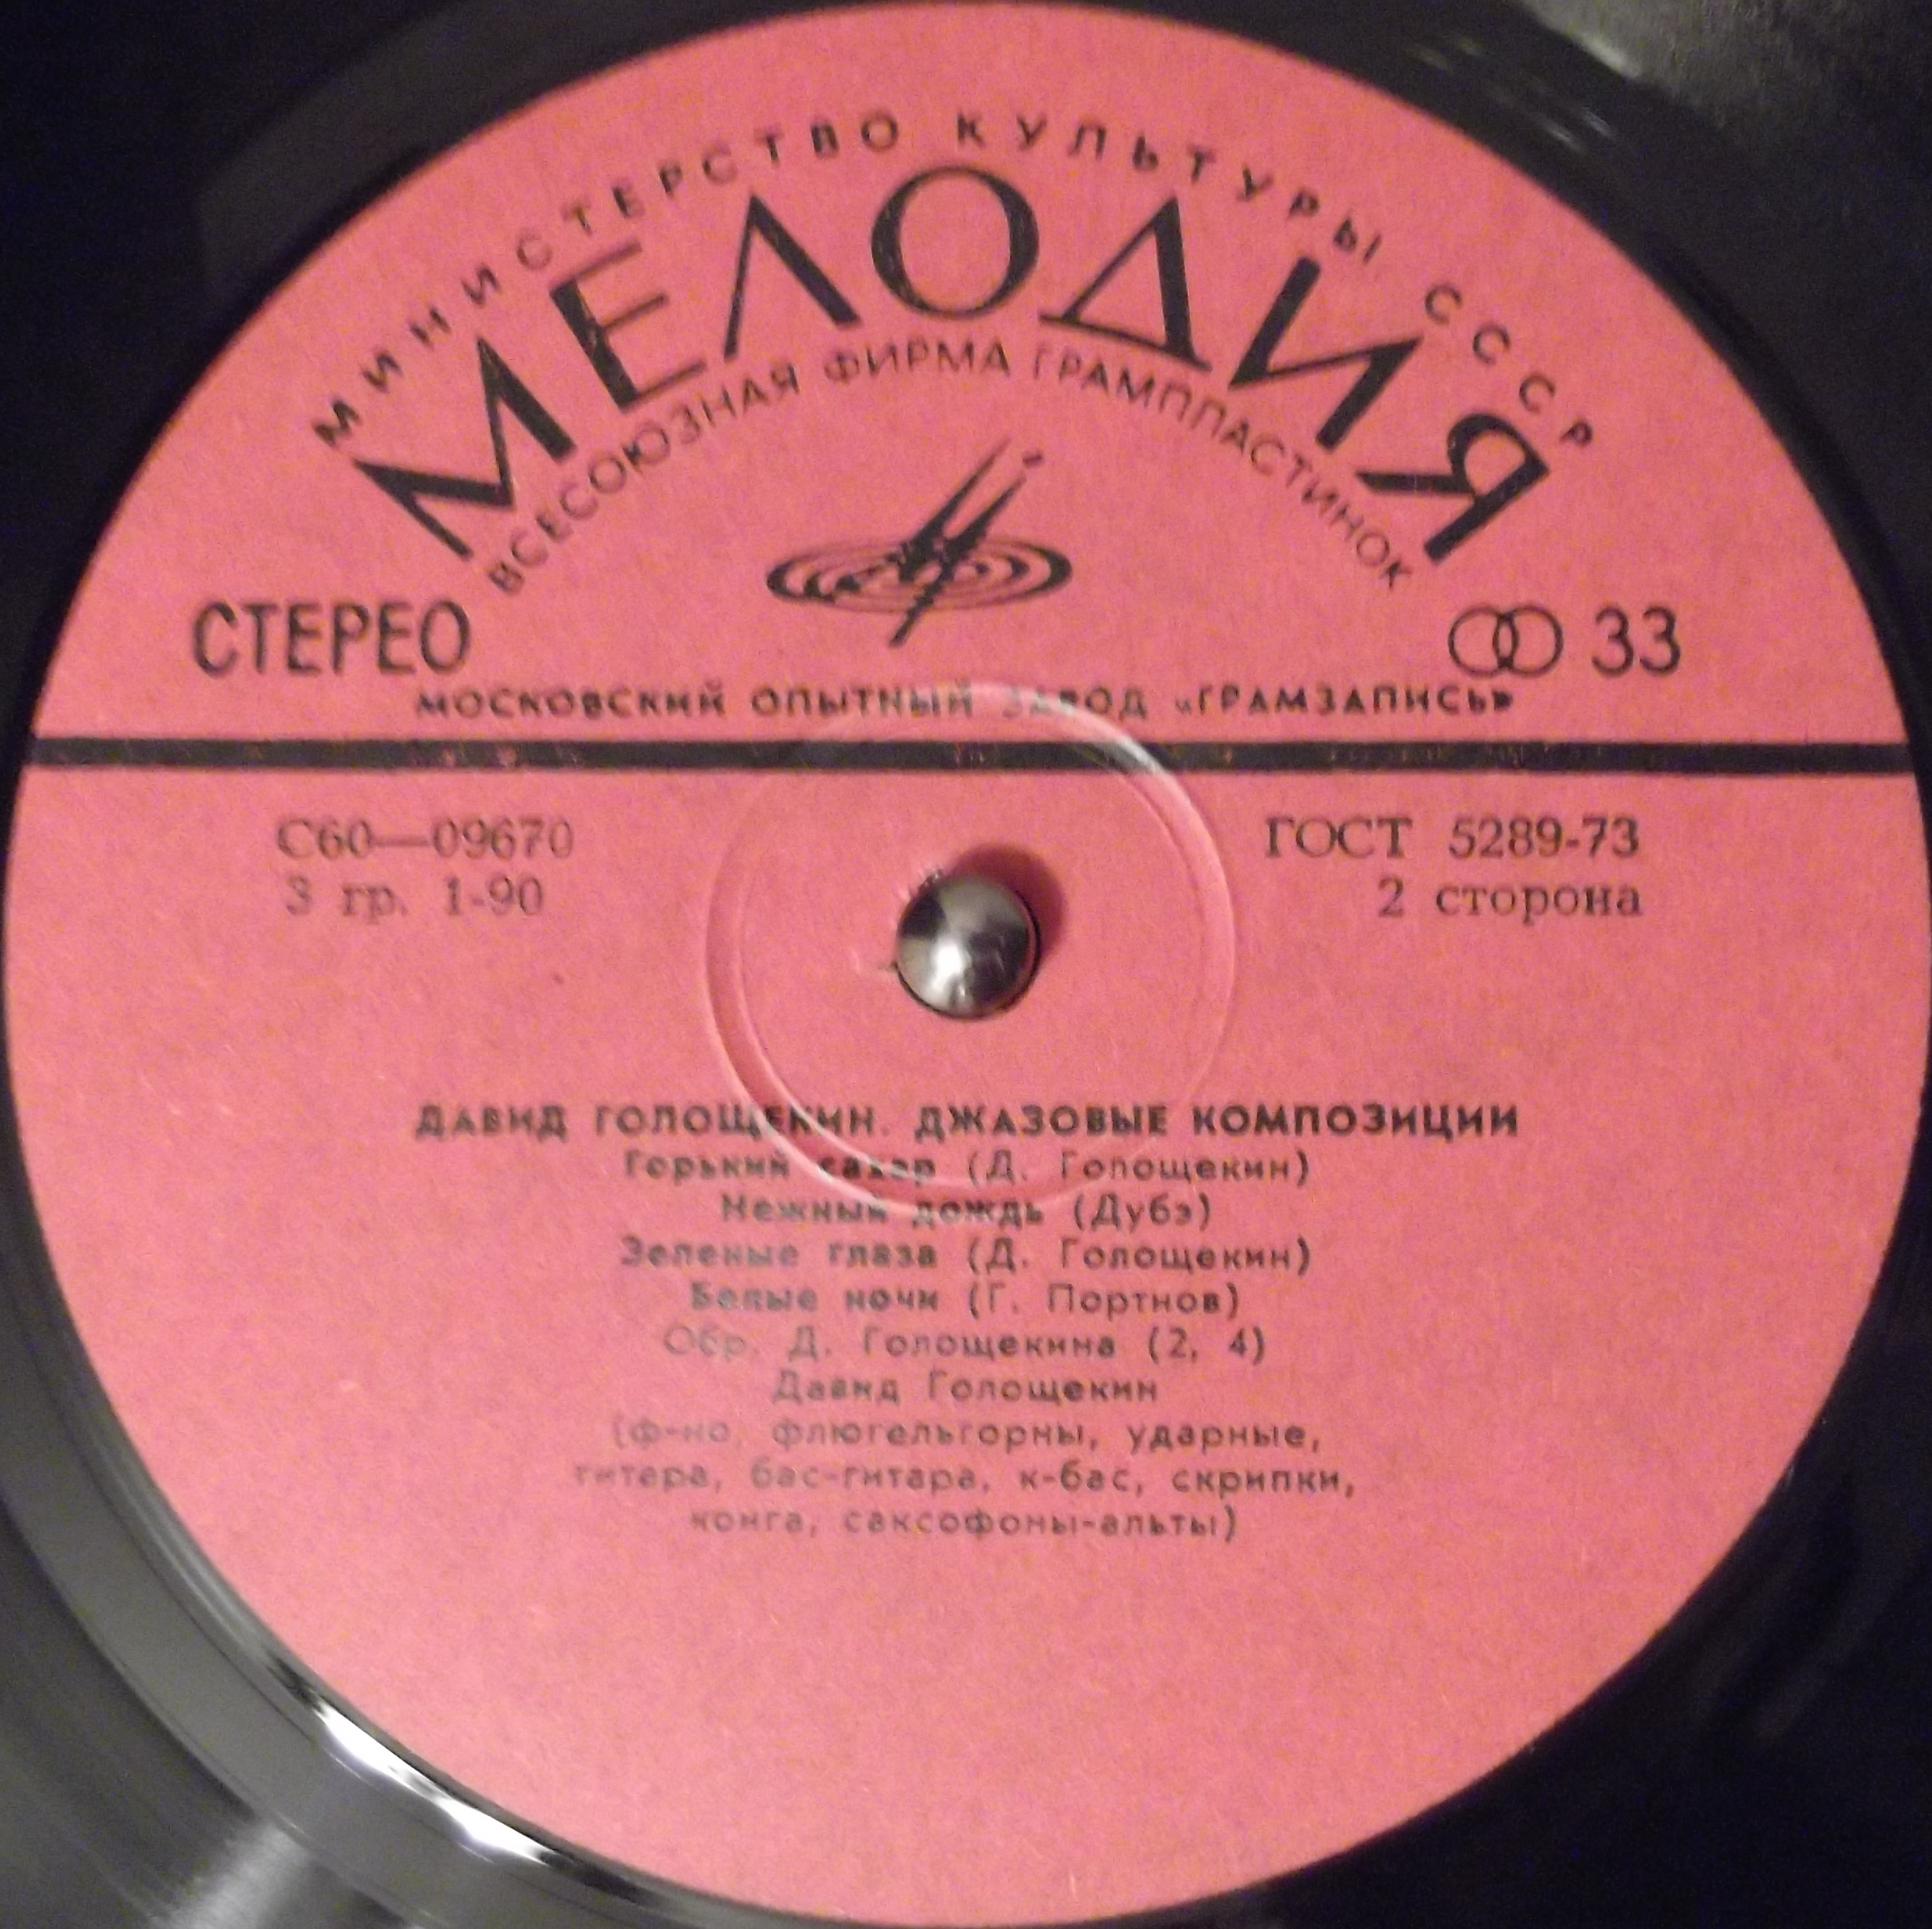 МИНИСТЕРСТВО КУЛЬТУРЫ СССР
МЕЛОДИЯ
ВСЕСОЮЗНАЯ ФИРМА ГРАМПЛАСТИНОК
СТЕРЕО
33
МОСКОВСКИЙ ОПЫТНЫЙ ЗАВОД «ГРАМЗАПИСЬ»
С60—09670
ГОСТ 5289-73
3 гр. 1-90
2 сторона
ДАВИД ГОЛОЩЕКИН. ДЖАЗОВЫЕ КОМПОЗИЦИИ
Горький сахар (Д. Голощекин)
Нежный дождь (Дубэ)
Зеленые глаза (Д. Голощекин)
Белые ночи (Г. Портнов)
Обр. Д. Голощекина (2, 4)
Давид Голощекин
(ф-но, флюгельгорны, ударные,
гитара, бас-гитара, к-бас, скрипки,
конга, саксофоны-альты)